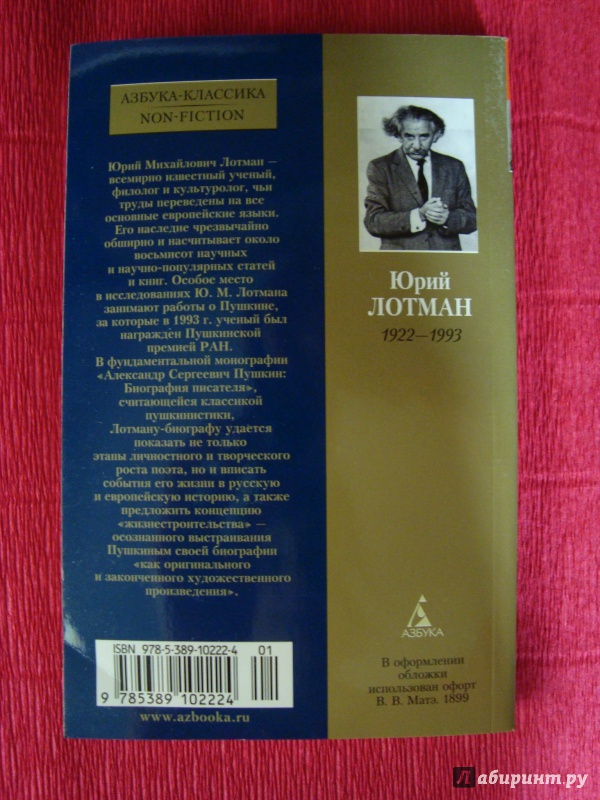 АЗБУКА-КЛАССИКА
NON-FICTION
Юрий Михайлович Лотман —
всемирно известный ученый,
филолог и культуролог, чьи
труды переведены на все
основные европейские языки.
Его наследие чрезвычайно
обширно и насчитывает около
восьмисот научных
и научно-популярных статей
и книг. Особое место
в исследованиях Ю. М. Лотмана
занимают работы о Пушкине,
за которые в 1993 г. ученый был
награждён Пушкинской
премией РАН.
В фундаментальной монографии
«Александр Сергеевич Пушкин:
Биография писателя»,
считающейся классикой
пушкинистики,
Лотману-биографу удается
показать не только
этапы личностного и творческого
роста поэта, но и вписать
события его жизни в русскую
и европейскую историю, а также
предложить концепцию
«жизнестроительства» —
осознанного выстраивания
Пушкиным своей биографии
«как оригинального
и законченного художественного
произведения».
ISBN 978-5-389-10222-4 01
9 785389 102224
www.azbooka.ru
Юрий
ЛОТМАН
1922—1993
АЗБУКА
В оформлении
обложки
использован офорт
В. В. Матэ. 1899
Лабиринт.ру